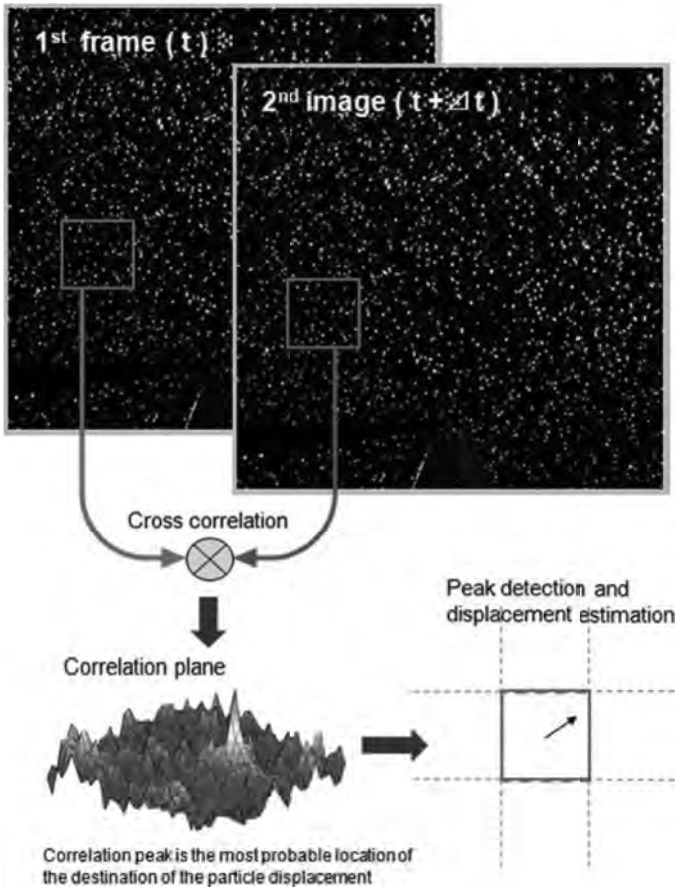 1st frame ( t )
2nd image ( t + ⊿ t )
Cross correlation
Peak detection and
displacement estimation
Correlation plane
Correlation peak is the most probable location of
the destination of the particle displacement